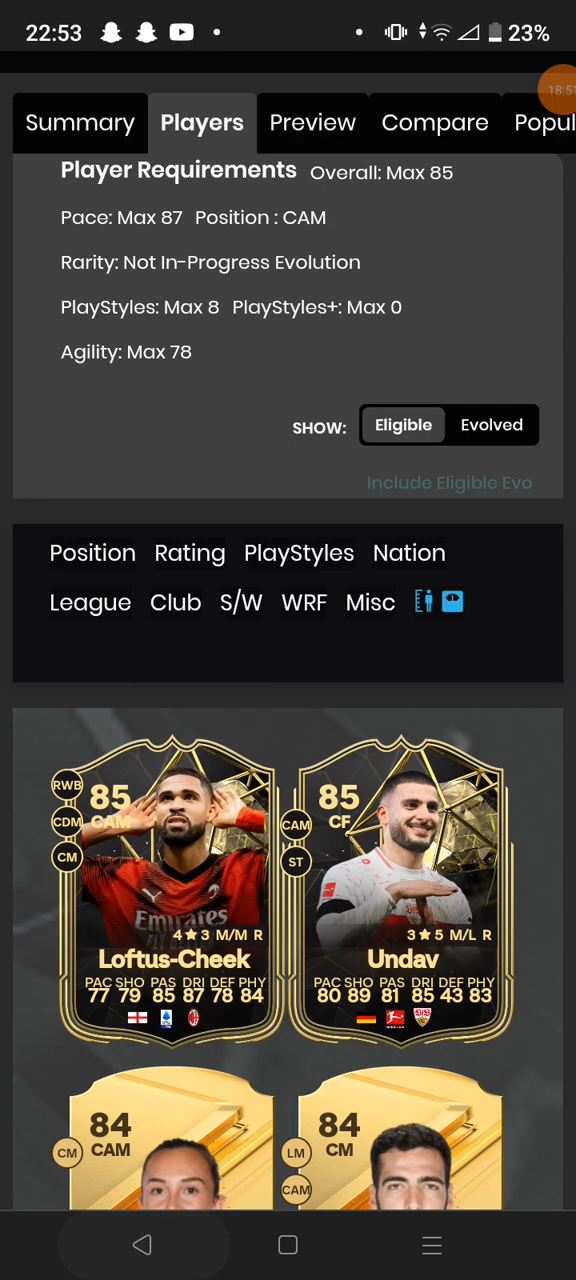 22:53 23%
18:51
Summary Players Preview Compare Popul
Player Requirements Overall: Max 85
Pace: Max 87 Position : CAM
Rarity: Not In-Progress Evolution
PlayStyles: Max 8 PlayStyles+: Max 0
Agility: Max 78
SHOW: Eligible Evolved
Include Eligible Evo
Position Rating PlayStyles Nation
League Club S/W WRF Misc
RWB
85
CAM
CDM
CM
Emirates
4★3 M/M R
Loftus-Cheek
PAC SHO PAS DRI DEF PHY
77 79 85 87 78 84
85
CF
CAM
ST
3★5 M/L R
Undav
PAC SHO PAS DRI DEF PHY
80 89 81 85 43 83
84
CAM
CM
84
CM
LM
CAM